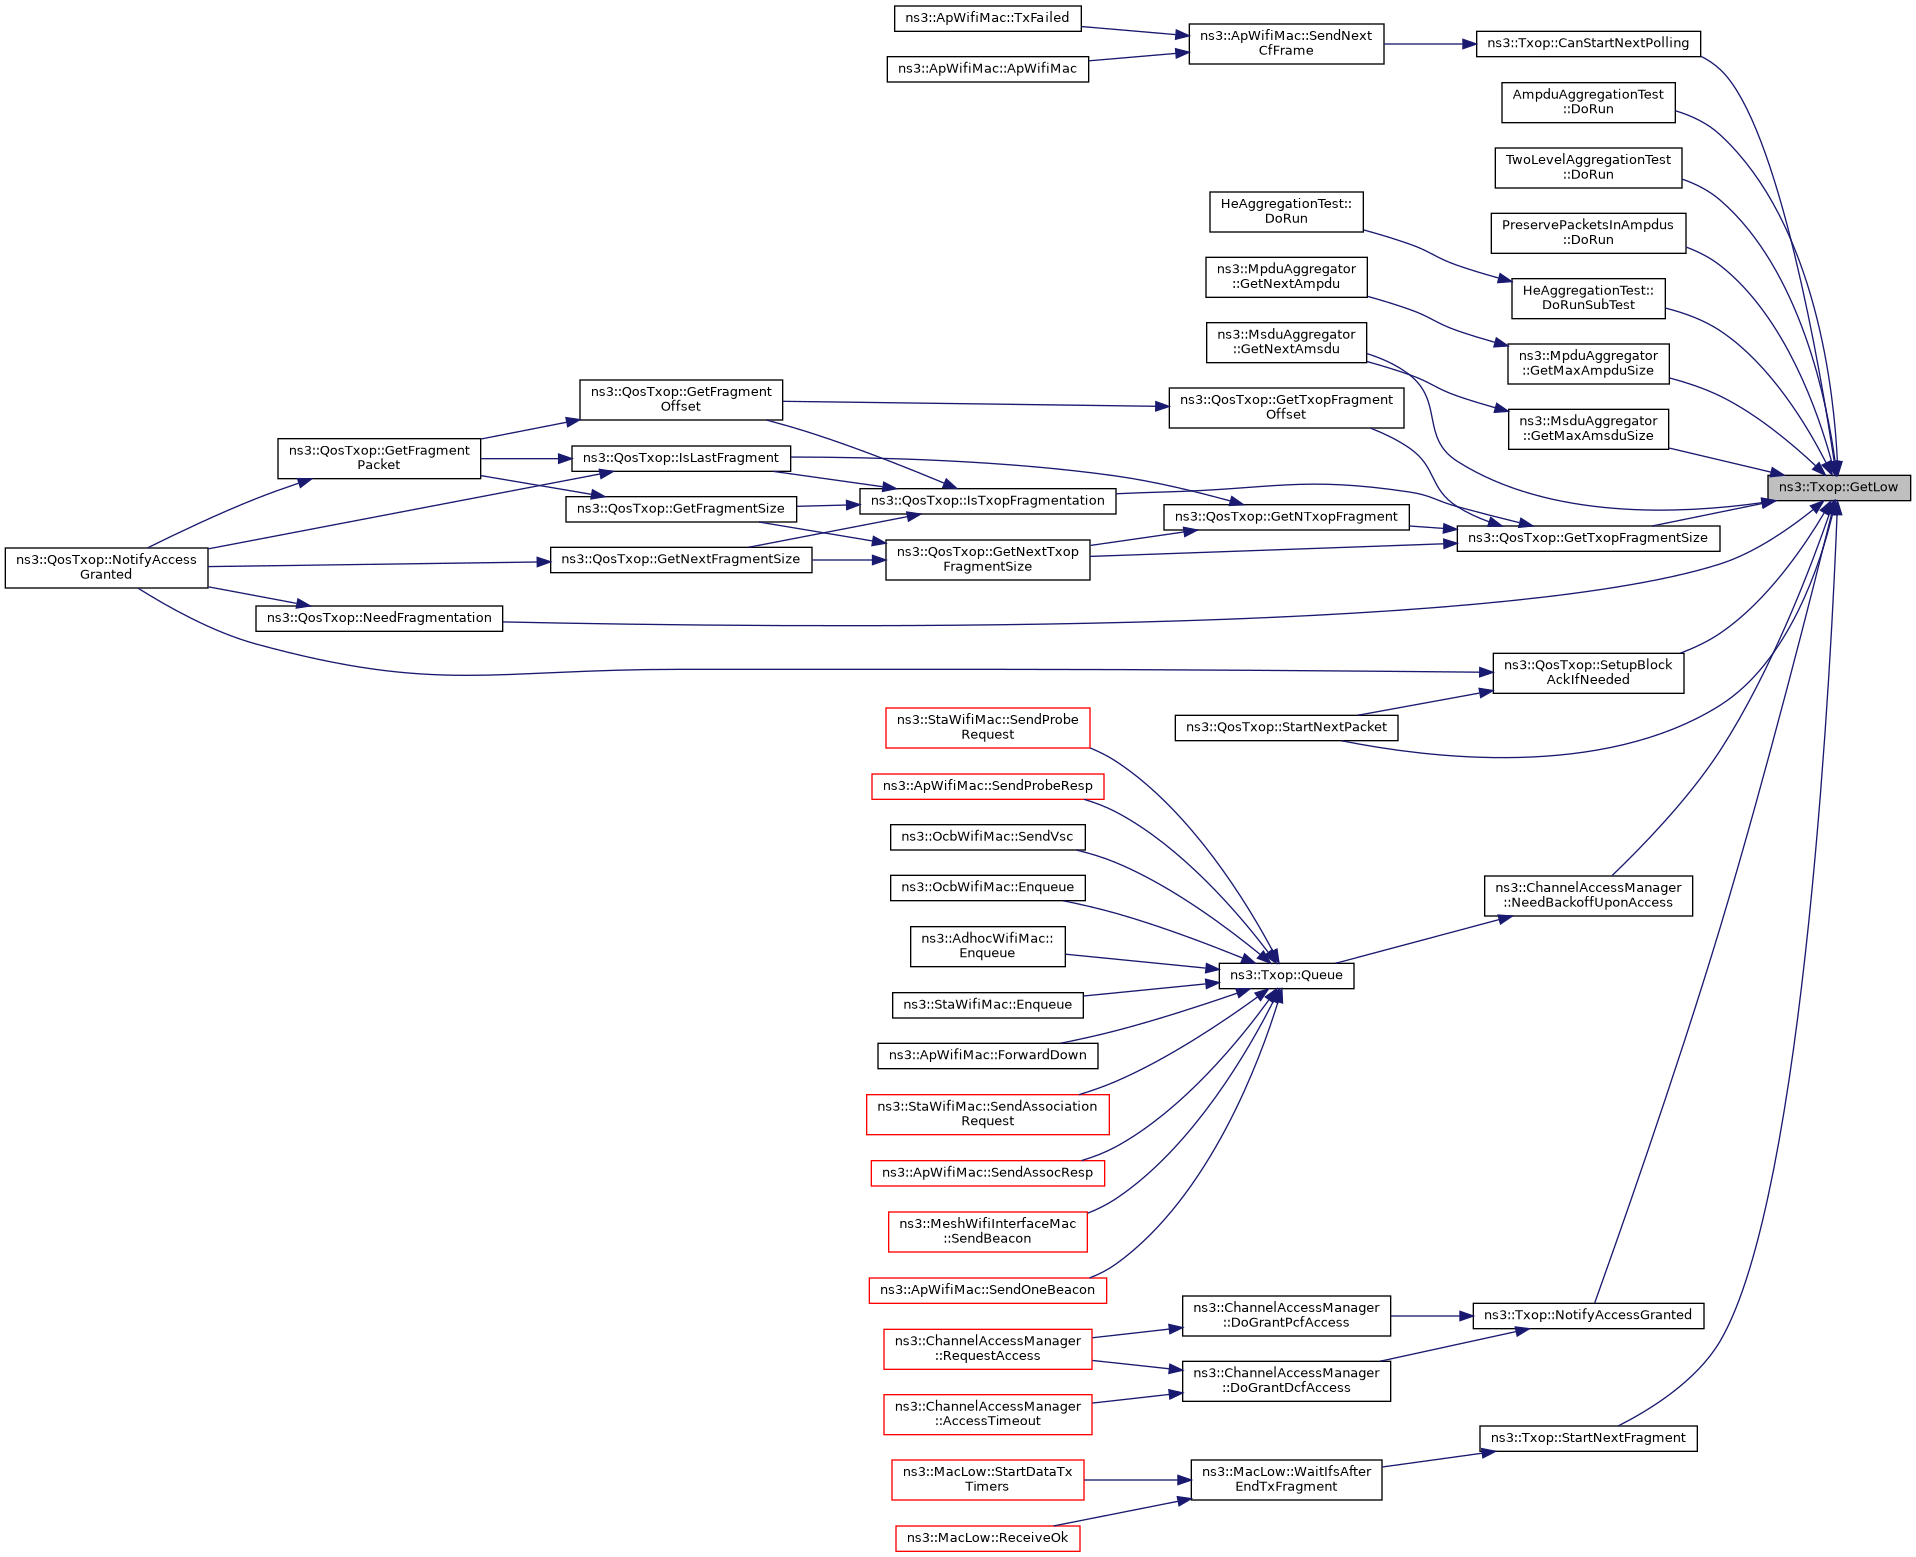 ns3::ApWifiMac::TxFailed
ns3::ApWifiMac::ApWifiMac
ns3::ApWifiMac::SendNext
CfFrame
ns3::Txop::CanStartNextPolling
AmpduAggregationTest
::DoRun
TwoLevelAggregationTest
::DoRun
PreservePacketsInAmpdus
::DoRun
HeAggregationTest::
DoRun
HeAggregationTest::
DoRunSubTest
ns3::MpduAggregator
::GetNextAmpdu
ns3::MpduAggregator
::GetMaxAmpduSize
ns3::MsduAggregator
::GetNextAmsdu
ns3::MsduAggregator
::GetMaxAmsduSize
ns3::QosTxop::GetFragment
Offset
ns3::QosTxop::GetTxopFragment
Offset
ns3::QosTxop::GetFragment
Packet
ns3::QosTxop::IsLastFragment
ns3::QosTxop::GetFragmentSize
ns3::QosTxop::IsTxopFragmentation
ns3::QosTxop::GetNTxopFragment
ns3::QosTxop::GetTxopFragmentSize
ns3::Txop::GetLow
ns3::QosTxop::NotifyAccess
Granted
ns3::QosTxop::GetNextFragmentSize
ns3::QosTxop::GetNextTxop
FragmentSize
ns3::QosTxop::NeedFragmentation
ns3::QosTxop::SetupBlock
AckIfNeeded
ns3::QosTxop::StartNextPacket
ns3::StaWifiMac::SendProbe
Request
ns3::ApWifiMac::SendProbeResp
ns3::OcbWifiMac::SendVsc
ns3::OcbWifiMac::Enqueue
ns3::AdhocWifiMac::
Enqueue
ns3::StaWifiMac::Enqueue
ns3::ApWifiMac::ForwardDown
ns3::StaWifiMac::SendAssociation
Request
ns3::ApWifiMac::SendAssocResp
ns3::MeshWifiInterfaceMac
::SendBeacon
ns3::ApWifiMac::SendOneBeacon
ns3::Txop::Queue
ns3::ChannelAccessManager
::NeedBackoffUponAccess
ns3::ChannelAccessManager
::RequestAccess
ns3::ChannelAccessManager
::AccessTimeout
ns3::ChannelAccessManager
::DoGrantPcfAccess
ns3::ChannelAccessManager
::DoGrantDcfAccess
ns3::Txop::NotifyAccessGranted
ns3::Txop::StartNextFragment
ns3::MacLow::StartDataTx
Timers
ns3::MacLow::WaitIfsAfter
EndTxFragment
ns3::MacLow::ReceiveOk